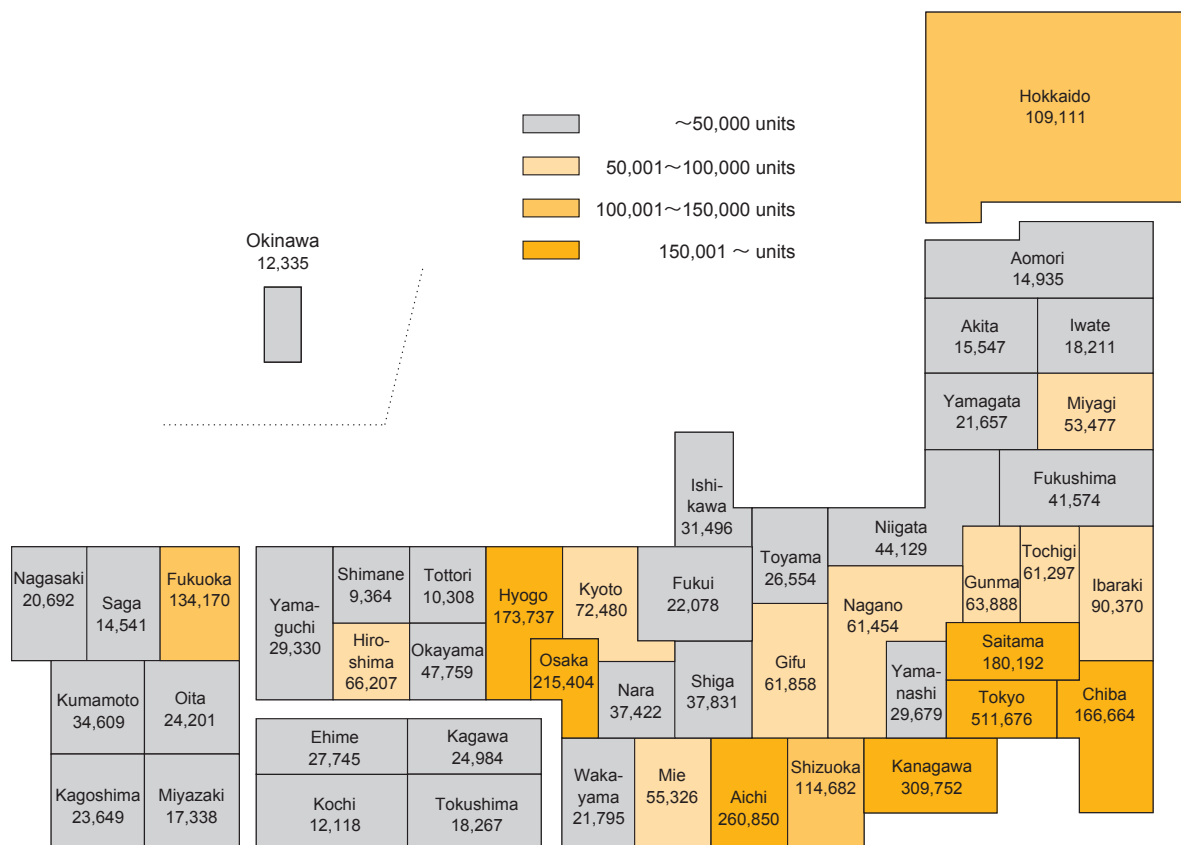 Hokkaido
109,111
~50,000 units
50,001~100,000 units
100,001~150,000 units
150,001 ~ units
Okinawa
12,335
Aomori
14,935
Akita
15,547
Iwate
18,211
Yamagata
21,657
Miyagi
53,477
Fukushima
41,574
Ishi-
kawa
31,496
Niigata
44,129
Toyama
26,554
Tochigi
61,297
Gunma
63,888
Ibaraki
90,370
Nagasaki
20,692
Saga
14,541
Fukuoka
134,170
Yama-
guchi
29,330
Shimane
9,364
Tottori
10,308
Hyogo
173,737
Kyoto
72,480
Fukui
22,078
Nagano
61,454
Hiro-
shima
66,207
Okayama
47,759
Osaka
215,404
Nara
37,422
Shiga
37,831
Gifu
61,858
Yama-
nashi
29,679
Saitama
180,192
Tokyo
511,676
Chiba
166,664
Kumamoto
34,609
Oita
24,201
Ehime
27,745
Kagawa
24,984
Kagoshima
23,649
Miyazaki
17,338
Kochi
12,118
Tokushima
18,267
Waka-
yama
21,795
Mie
55,326
Aichi
260,850
Shizuoka
114,682
Kanagawa
309,752